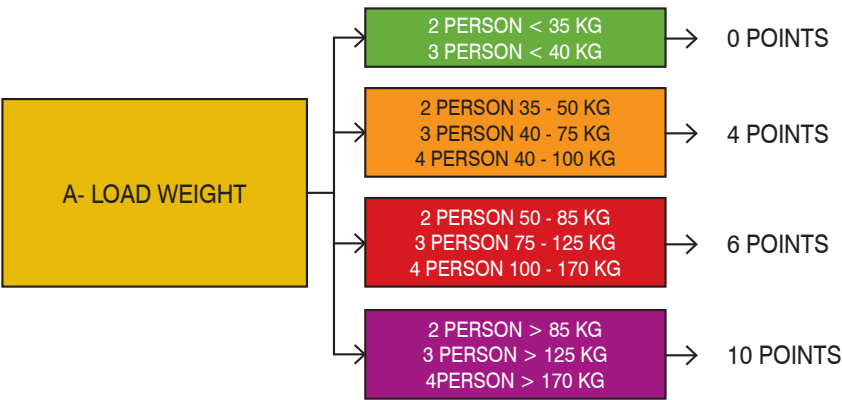 A- LOAD WEIGHT
2 PERSON < 35 KG
3 PERSON < 40 KG
0 POINTS
2 PERSON 35 - 50 KG
3 PERSON 40 - 75 KG
4 PERSON 40 - 100 KG
4 POINTS
2 PERSON 50 - 85 KG
3 PERSON 75 - 125 KG
4 PERSON 100 - 170 KG
6 POINTS
2 PERSON > 85 KG
3 PERSON > 125 KG
4PERSON > 170 KG
10 POINTS